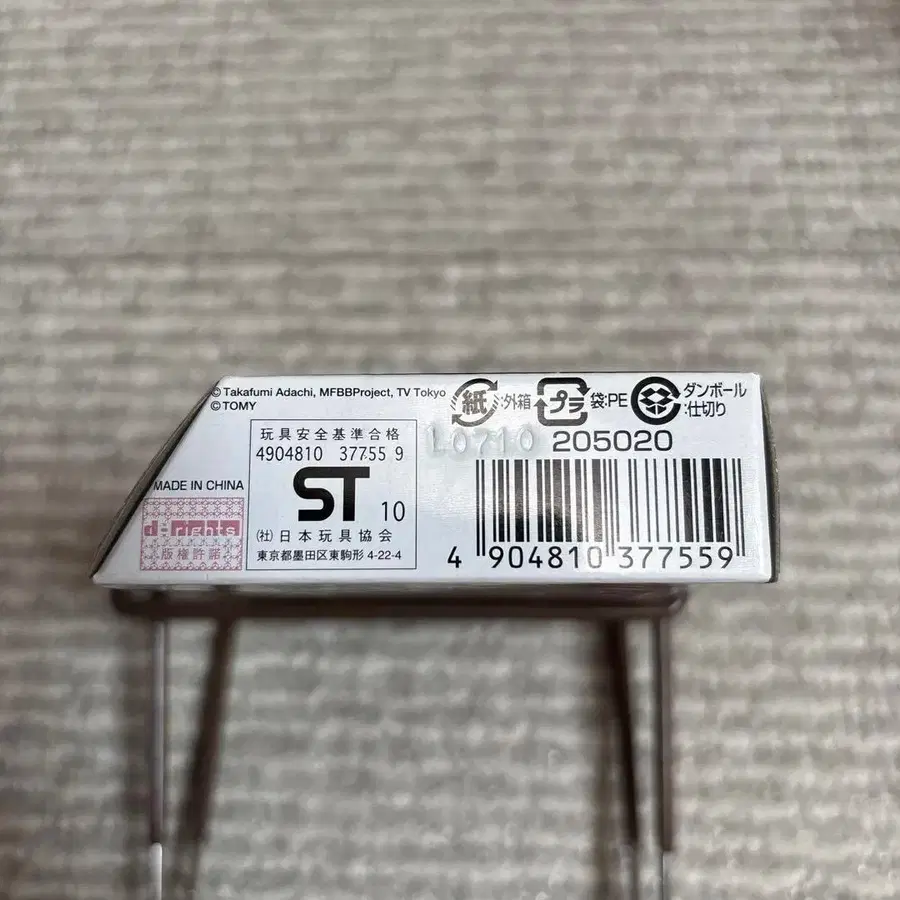 © Takafumi Adachi, MFBBProject, TV Tokyo
© TOMY
紙 :外箱
プラ 袋:PE
ダンボール
:仕切り
玩具安全基準合格
4904810 37755 9
ST 10
(社)日本玩具協会
東京都墨田区東駒形 4-22-4
L0710
205020
MADE IN CHINA
d-rights
版権許諾
4 904810 377559